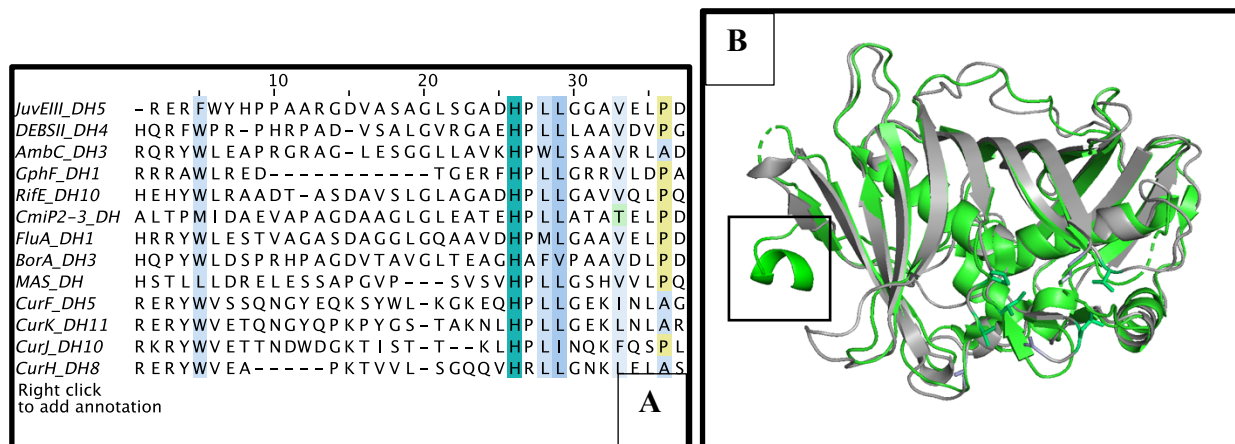 10 20 30
JuvEIII_DH5 -RERFWYHPPAARGDVASAGLSGADHPLLGGAVELPD
DEBSII_DH4 HQRFWPR-PHRPAD-VSALGVRGAEHPLLLAAVDVPG
AmbC_DH3 RQRYWLEAPRGRAG-LESGGLLAVKHPWLSAAVRLAD
GphF_DH1 RRRAWLRED-----------TGERFHPLLGRRVLDPA
RifE_DH10 HEHYWLRAADT-ASDAVSLGLAGADHPLLGAVVQLPQ
CmiP2-3_DH ALTPMIDAEVAPAGDAAGLGLEATEHPLLATATELPD
FluA_DH1 HRRYWLESTVAGASDAGGLGQAAVDHPMLGAAVELPD
BorA_DH3 HQPYWLDSPRHPAGDVTAVGLTEAGHAFVPAAVDLPD
MAS_DH HSTLLLDRELESSAPGVP---SVSVHPLLGSHVVLPQ
CurF_DH5 RERYWVSSQNGYEQKSYWL-KGKEQHPLLGEKINLAG
CurK_DH11 RERYWVETQNGYQPKPYGS-TAKNLHPLLGEKLNLAR
CurJ_DH10 RKRYWVETTNDWDGKTIST-T--KLHPLINQKFQSPL
CurH_DH8 RERYWVEA-----PKTVVL-SGQQVHRLLGNKLELAS
Right click
to add annotation
A
B